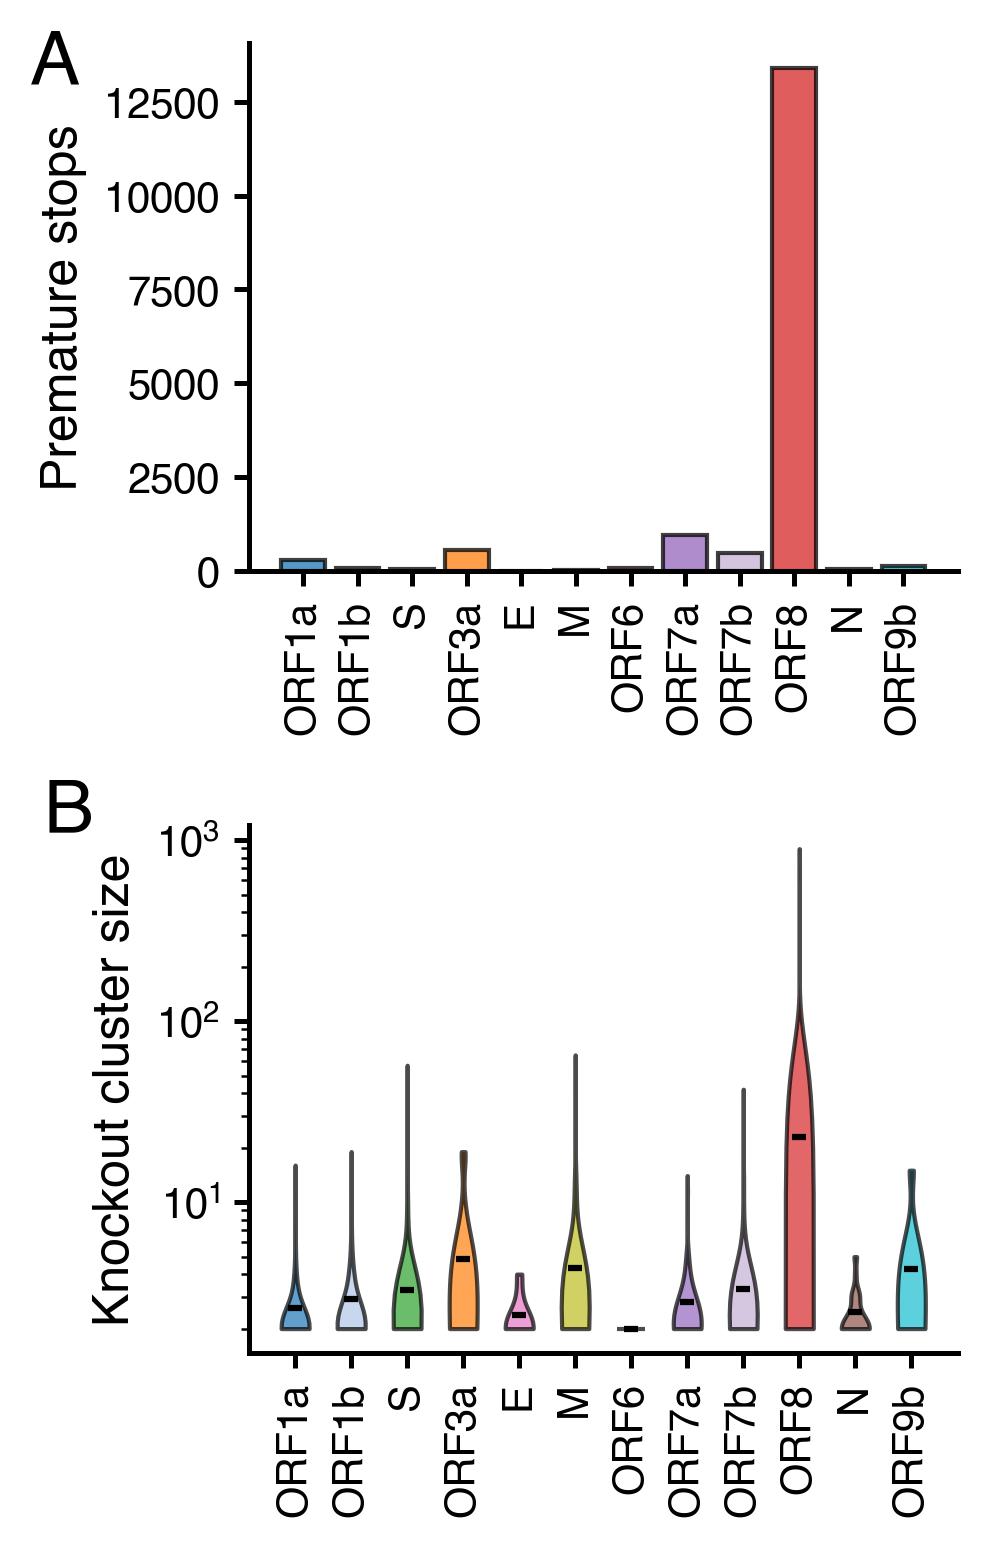 A
Premature stops
12500
10000
7500
5000
2500
0
ORF1a
ORF1b
S
ORF3a
E
M
ORF6
ORF7a
ORF7b
ORF8
N
ORF9b
B
Knockout cluster size
10³
10²
10¹
ORF1a
ORF1b
S
ORF3a
E
M
ORF6
ORF7a
ORF7b
ORF8
N
ORF9b